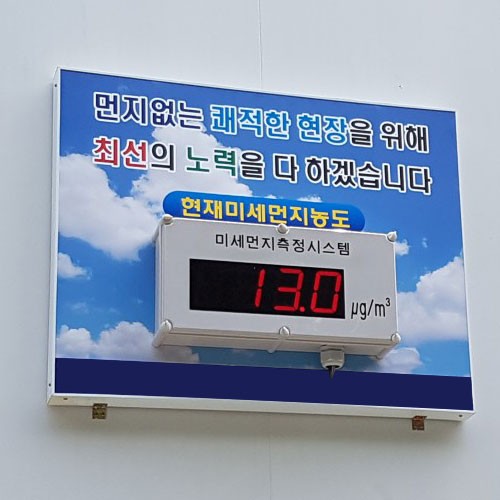 먼지없는 쾌적한 현장을 위해
최선의 노력을 다 하겠습니다
현재미세먼지농도
미세먼지측정시스템
13.0 µg/m³